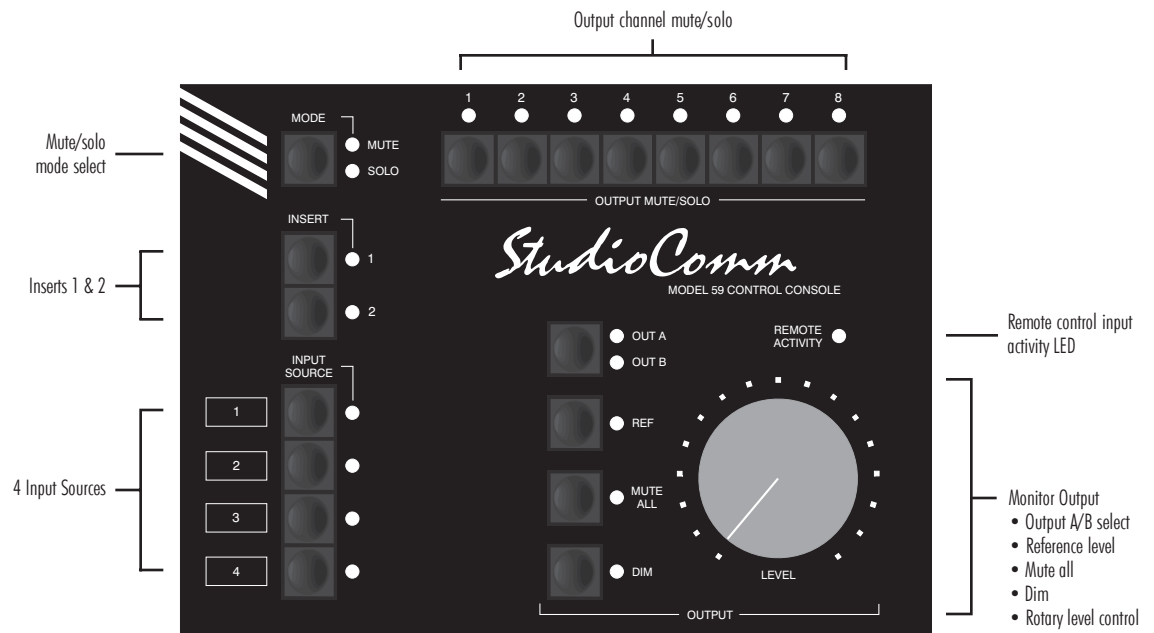 Output channel mute/solo
1 2 3 4 5 6 7 8
MODE
MUTE
SOLO
Mute/solo
mode select
OUTPUT MUTE/SOLO
INSERT
1
2
Inserts 1 & 2
StudioComm
MODEL 59 CONTROL CONSOLE
OUT A
OUT B
REMOTE
ACTIVITY
Remote control input
activity LED
INPUT
SOURCE
1
2
3
4
4 Input Sources
REF
MUTE
ALL
DIM
LEVEL
OUTPUT
Monitor Output
• Output A/B select
• Reference level
• Mute all
• Dim
• Rotary level control